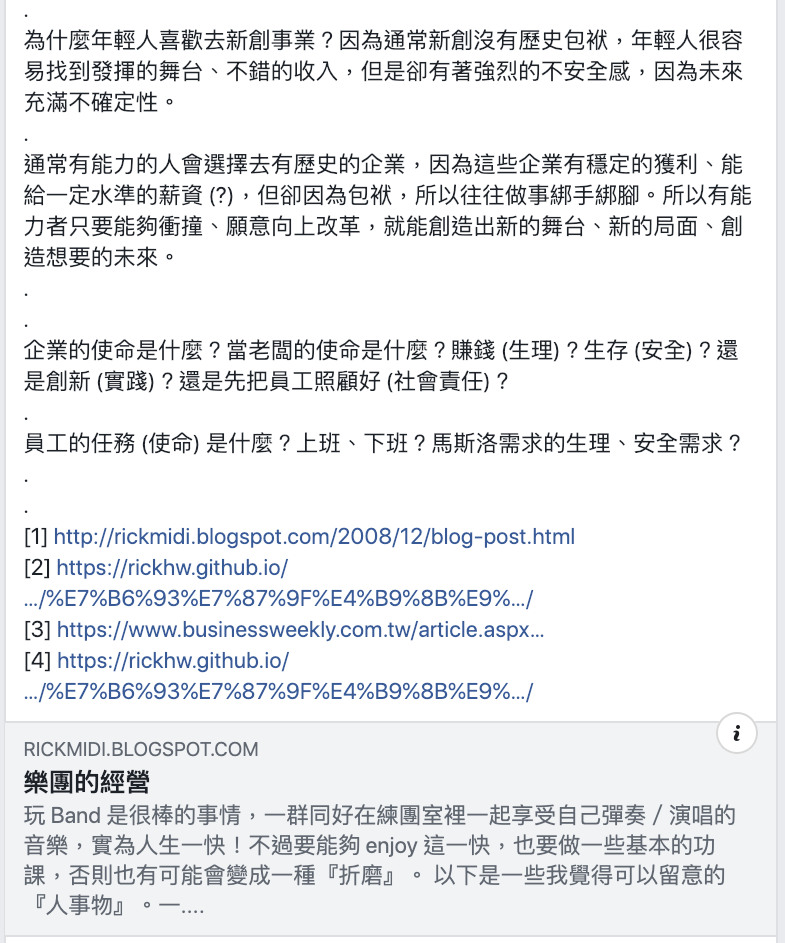 .
為什麼年輕人喜歡去新創事業？因為通常新創沒有歷史包袱，年輕人很容
易找到發揮的舞台、不錯的收入，但是卻有著強烈的不安全感，因為未來
充滿不確定性。
.
通常有能力的人會選擇去有歷史的企業，因為這些企業有穩定的獲利、能
給一定水準的薪資 (?)，但卻因為包袱，所以往往做事綁手綁腳。所以有能
力者只要能夠衝撞、願意向上改革，就能創造出新的舞台、新的局面、創
造想要的未來。
.
.
企業的使命是什麼？當老闆的使命是什麼？賺錢 (生理)？生存 (安全)？還
是創新 (實踐)？還是先把員工照顧好 (社會責任)？
.
員工的任務 (使命) 是什麼？上班、下班？馬斯洛需求的生理、安全需求？
.
.
[1] http://rickmidi.blogspot.com/2008/12/blog-post.html
[2] https://rickhw.github.io/
…/%E7%B6%93%E7%87%9F%E4%B9%8B%E9%…/
[3] https://www.businessweekly.com.tw/article.aspx…
[4] https://rickhw.github.io/
…/%E7%B6%93%E7%87%9F%E4%B9%8B%E9%…/
i
RICKMIDI.BLOGSPOT.COM
樂團的經營
玩 Band 是很棒的事情，一群同好在練團室裡一起享受自己彈奏 / 演唱的
音樂，實為人生一快！不過要能夠 enjoy 這一快，也要做一些基本的功
課，否則也有可能會變成一種『折磨』。 以下是一些我覺得可以留意的
『人事物』。一....